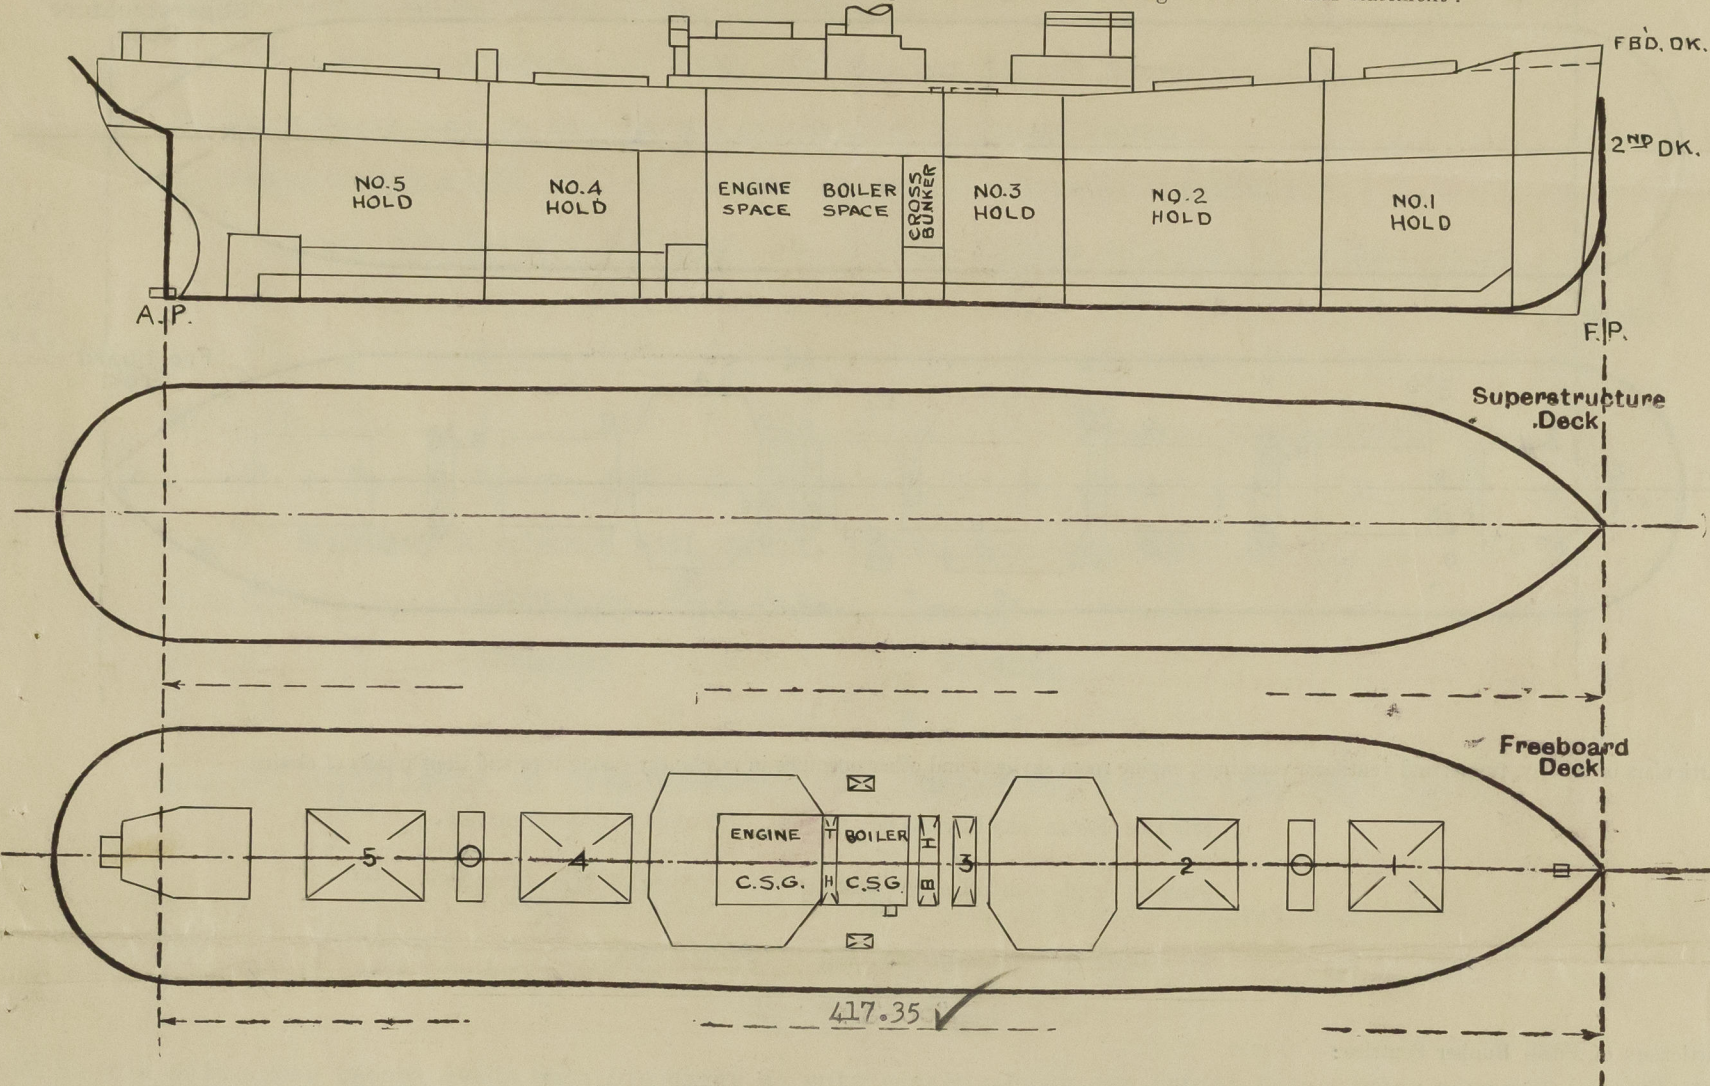 FB'D. DK.
2ND DK.
NO.5
HOLD
NO.4
HOLD
ENGINE
SPACE
BOILER
SPACE
CROSS
BUNKER
NO.3
HOLD
NO.2
HOLD
NO.1
HOLD
A.P.
F.P.
Superstructure
Deck
Freeboard
Deck
5
4
ENGINE
C.S.G.
T
H
BOILER
C.S.G.
H
B
3
2
1
417.35